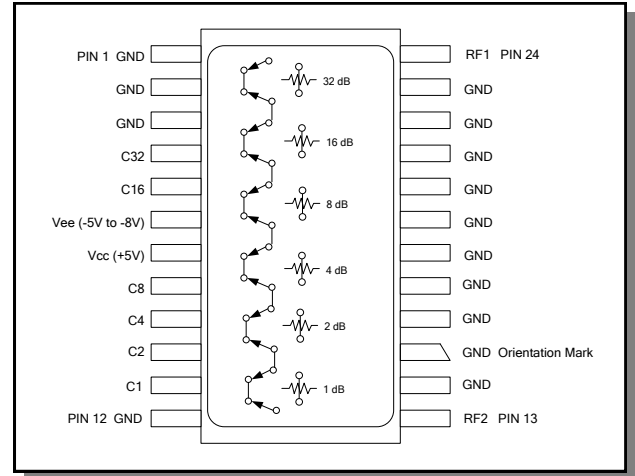 PIN 1 GND
GND
GND
C32
C16
Vee (-5V to -8V)
Vcc (+5V)
C8
C4
C2
C1
PIN 12 GND
32 dB
16 dB
8 dB
4 dB
2 dB
1 dB
RF1 PIN 24
GND
GND
GND
GND
GND
GND
GND
GND
GND Orientation Mark
GND
RF2 PIN 13